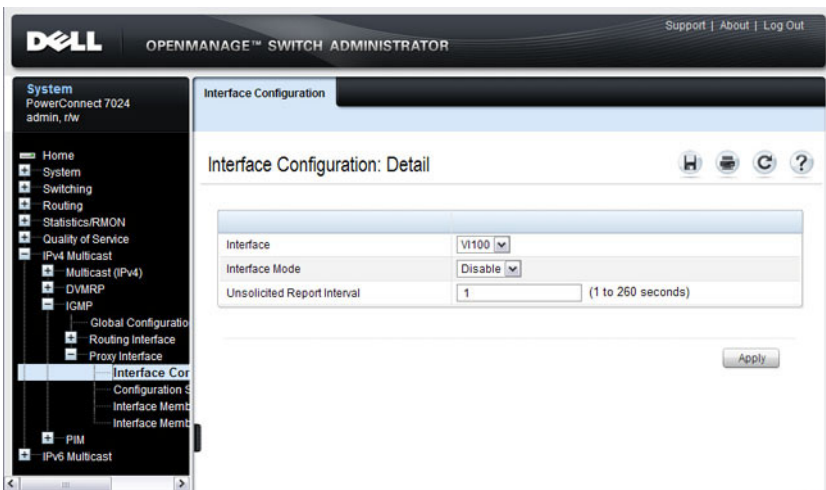 Support | About | Log Out
DELL OPENMANAGE™ SWITCH ADMINISTRATOR
System
PowerConnect 7024
admin, r/w
Interface Configuration
Home
System
Switching
Routing
Statistics/RMON
Quality of Service
IPv4 Multicast
Multicast (IPv4)
DVMRP
IGMP
Global Configuratio
Routing Interface
Proxy Interface
Interface Cor
Configuration S
Interface Memb
Interface Memb
PIM
IPv6 Multicast
Interface Configuration: Detail
Interface Vl100
Interface Mode Disable
Unsolicited Report Interval 1 (1 to 260 seconds)
Apply